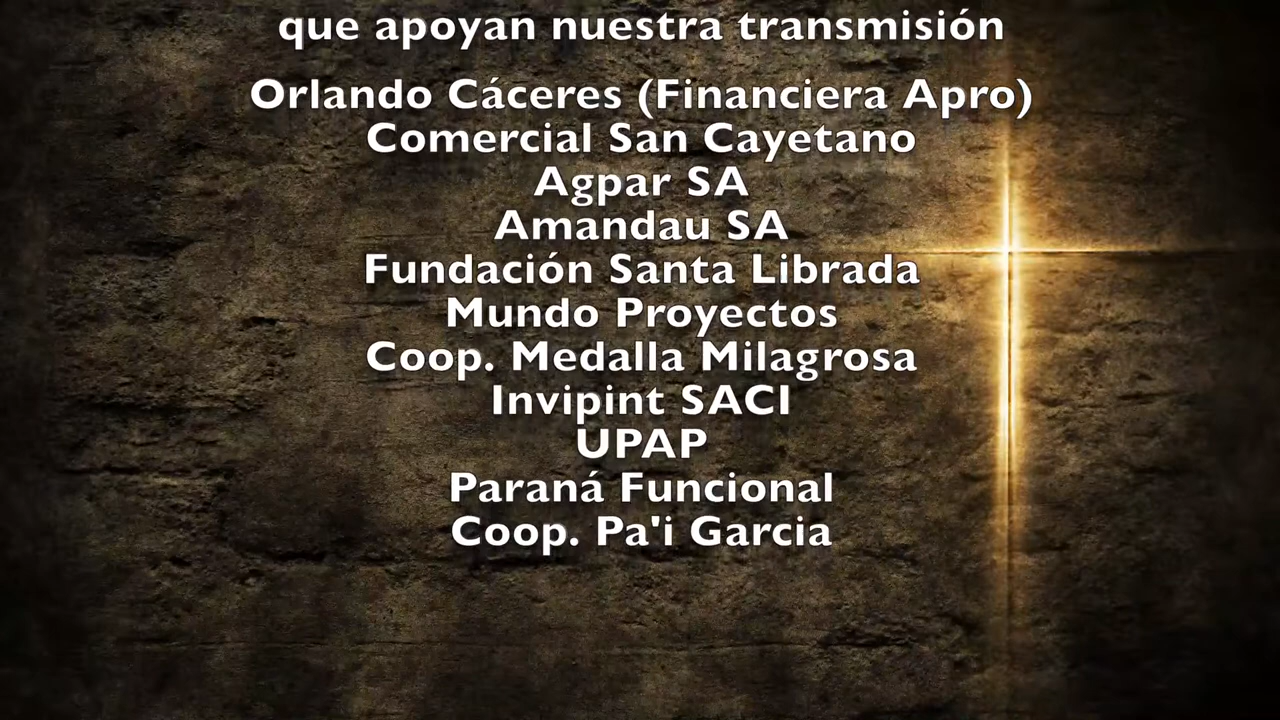 que apoyan nuestra transmisión
Orlando Cáceres (Financiera Apro)
Comercial San Cayetano
Agpar SA
Amandau SA
Fundación Santa Librada
Mundo Proyectos
Coop. Medalla Milagrosa
Invipint SACI
UPAP
Paraná Funcional
Coop. Pa'i Garcia